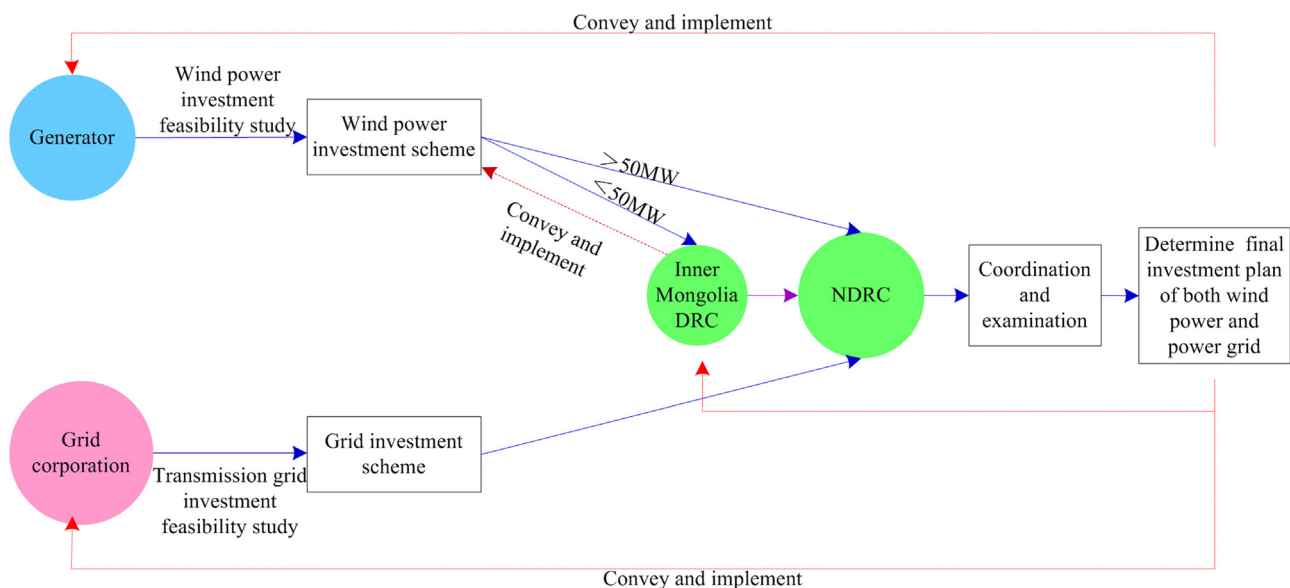 Convey and implement
Wind power
investment
feasibility study
Generator
Wind power
investment scheme
>50MW
<50MW
Convey and
implement
Inner
Mongolia
DRC
NDRC
Coordination
and
examination
Determine final
investment plan
of both wind
power and
power grid
Grid
corporation
Transmission grid
investment
feasibility study
Grid investment
scheme
Convey and implement